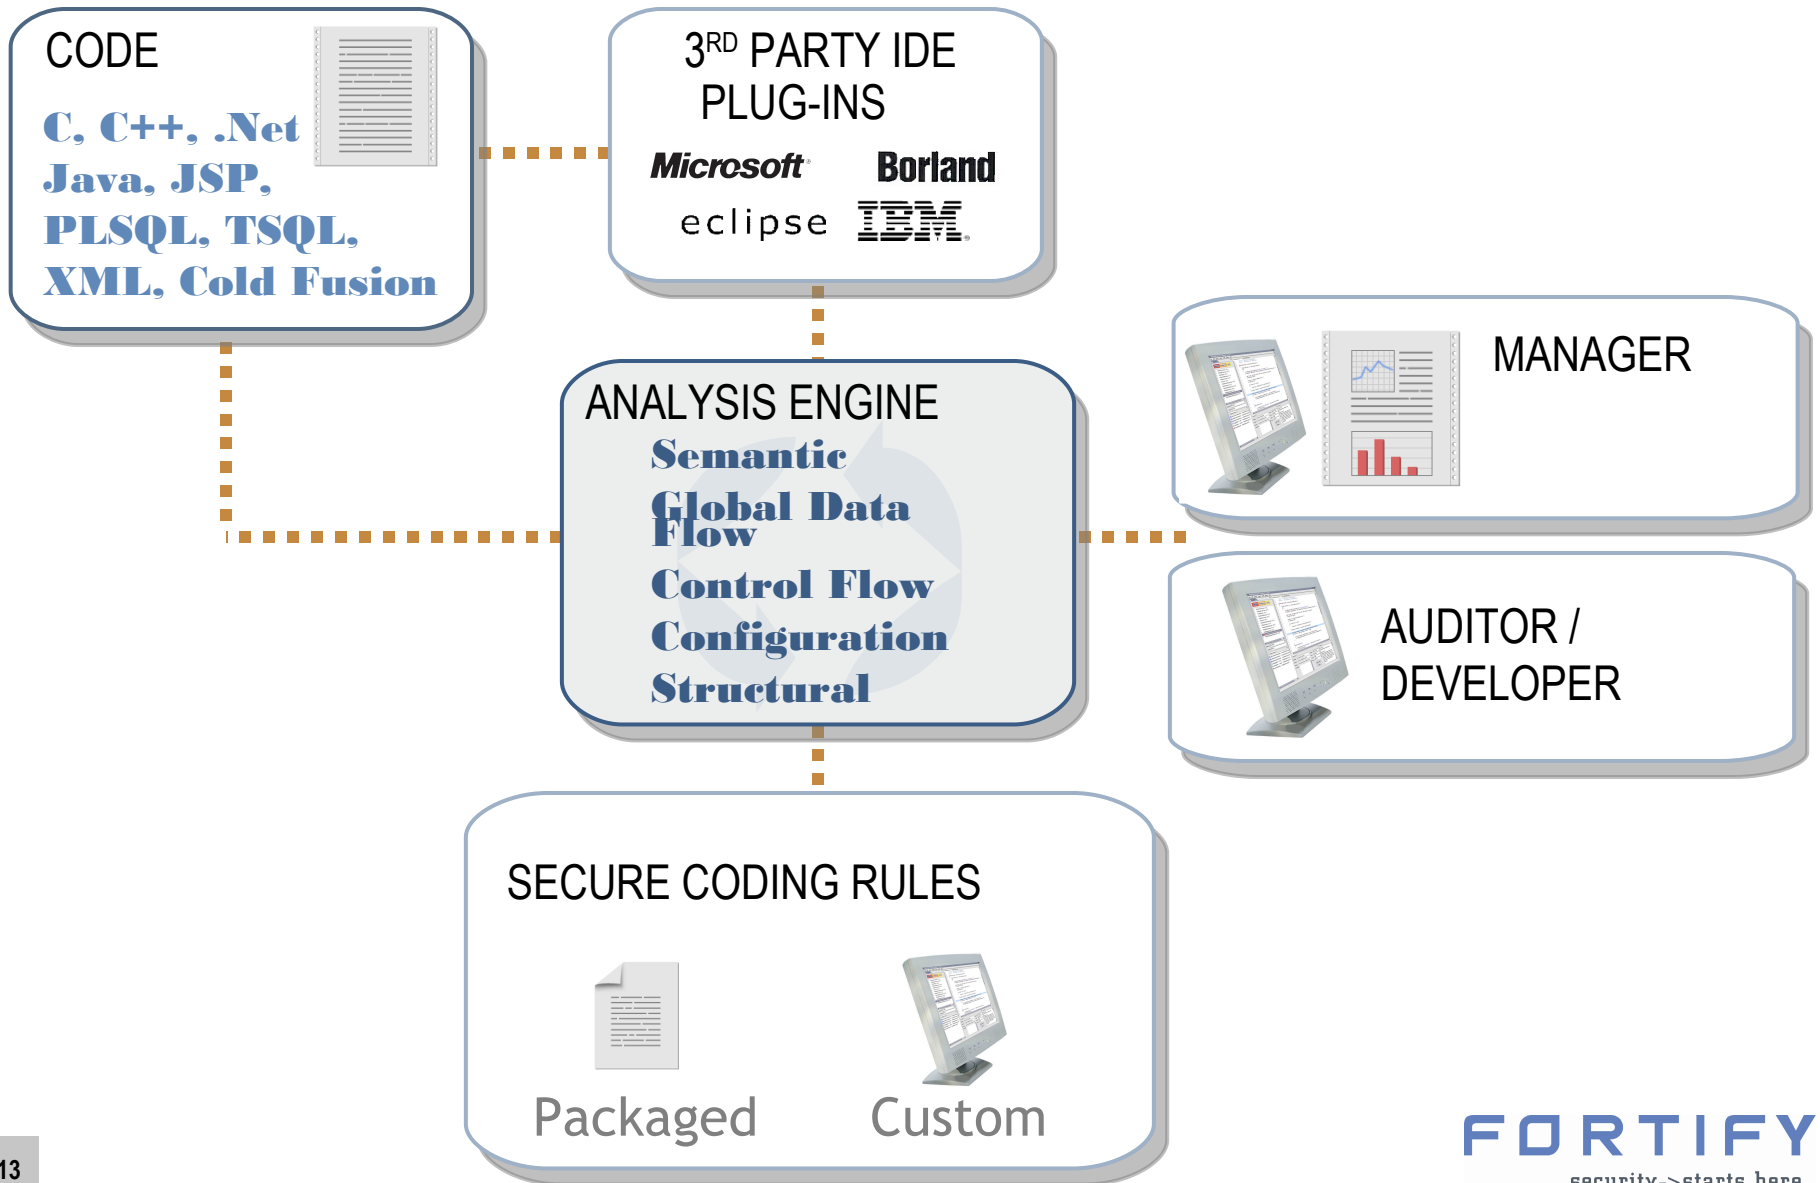 CODE
C, C++, .Net
Java, JSP,
PLSQL, TSQL,
XML, Cold Fusion
3RD PARTY IDE
PLUG-INS
Microsoft Borland
eclipse IBM
ANALYSIS ENGINE
Semantic
Global Data
Flow
Control Flow
Configuration
Structural
MANAGER
AUDITOR /
DEVELOPER
SECURE CODING RULES
Packaged Custom
13
FORTIFY
security->starts here